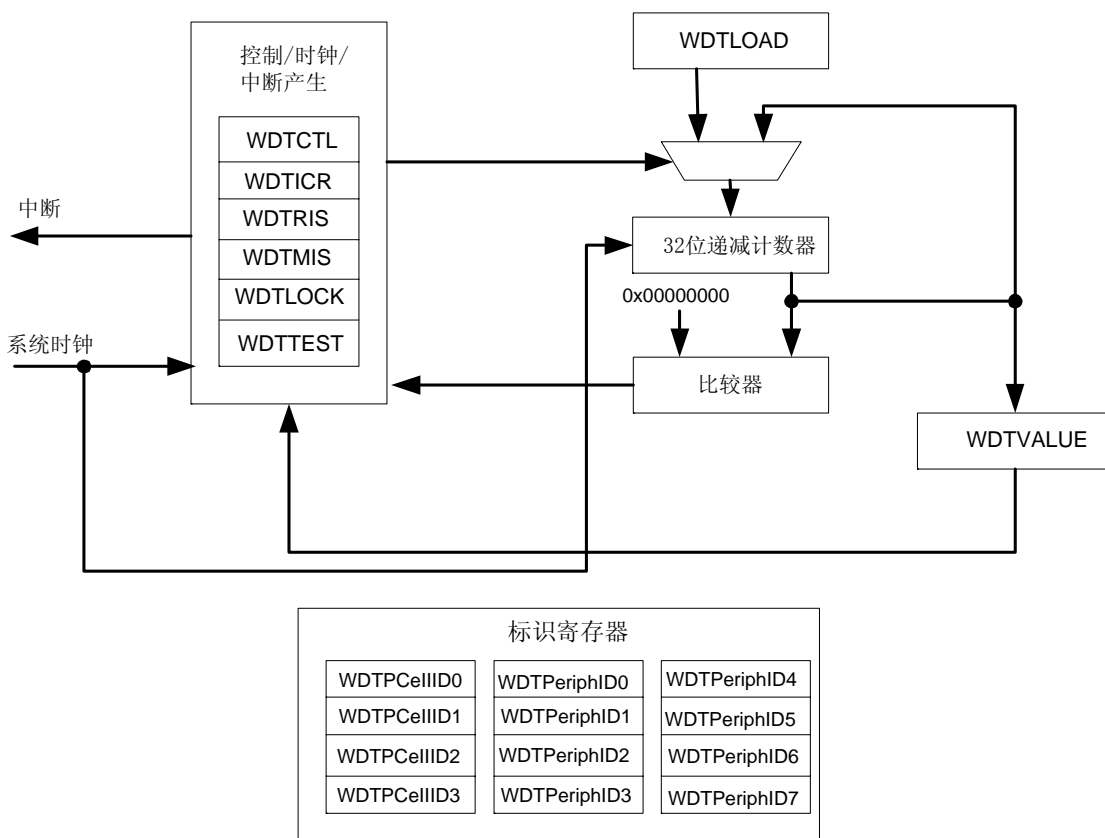 控制/时钟/
中断产生
WDTCTL
WDTICR
WDTRIS
WDTMIS
WDTLOCK
WDTTEST
中断
系统时钟
WDTLOAD
32位递减计数器
0x00000000
比较器
WDTVALUE
标识寄存器
WDTPCellID0
WDTPCellID1
WDTPCellID2
WDTPCellID3
WDTPeriphID0
WDTPeriphID1
WDTPeriphID2
WDTPeriphID3
WDTPeriphID4
WDTPeriphID5
WDTPeriphID6
WDTPeriphID7